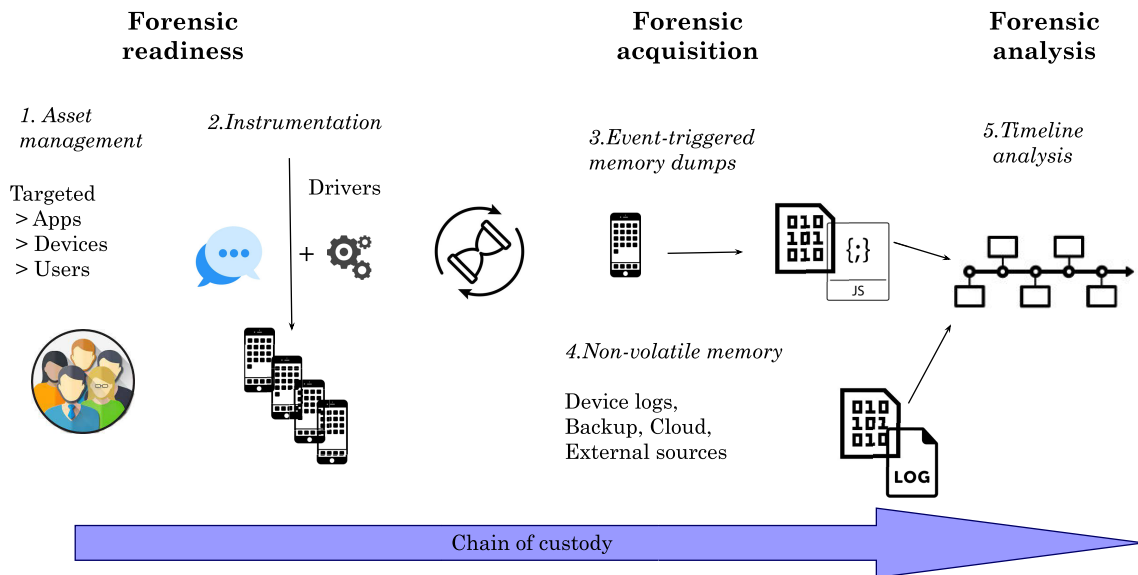 Forensic
readiness
Forensic
acquisition
Forensic
analysis
1. Asset
management
2.Instrumentation
3.Event-triggered
memory dumps
5.Timeline
analysis
Targeted
> Apps
> Devices
> Users
Drivers
+
010
101
010
{;}
JS
4.Non-volatile memory
Device logs,
Backup, Cloud,
External sources
010
101
010
LOG
Chain of custody